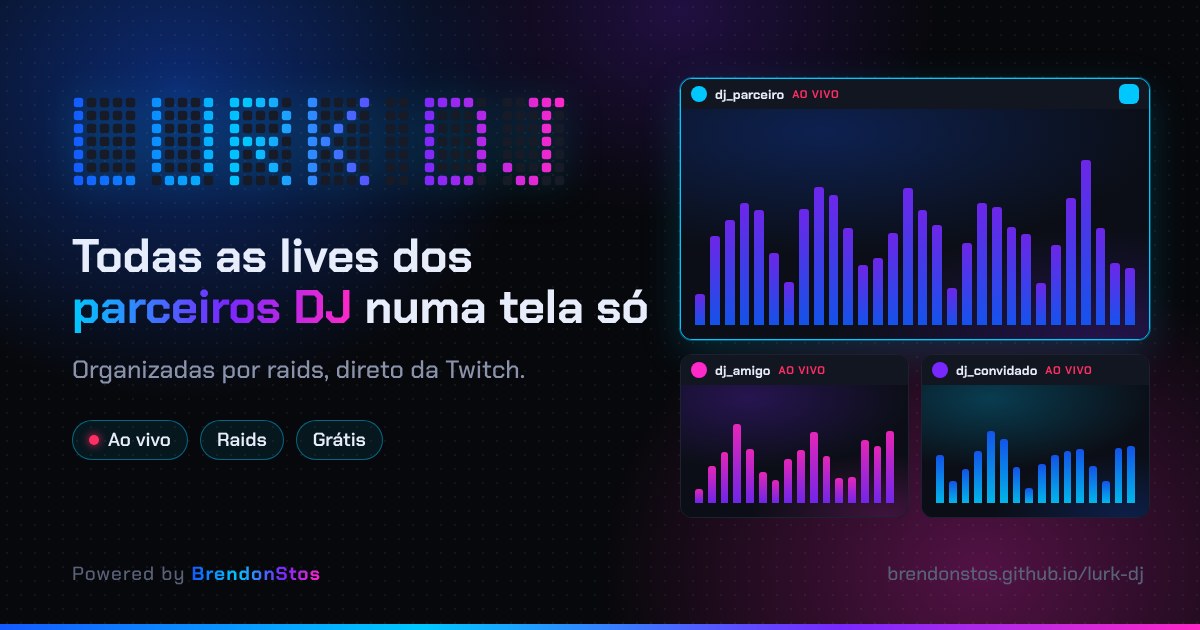 LURK DJ
Todas as lives dos
parceiros DJ numa tela só
Organizadas por raids, direto da Twitch.
Ao vivo
Raids
Grátis
Powered by BrendonStos
dj_parceiro AO VIVO
dj_amigo AO VIVO
dj_convidado AO VIVO
brendonstos.github.io/lurk-dj